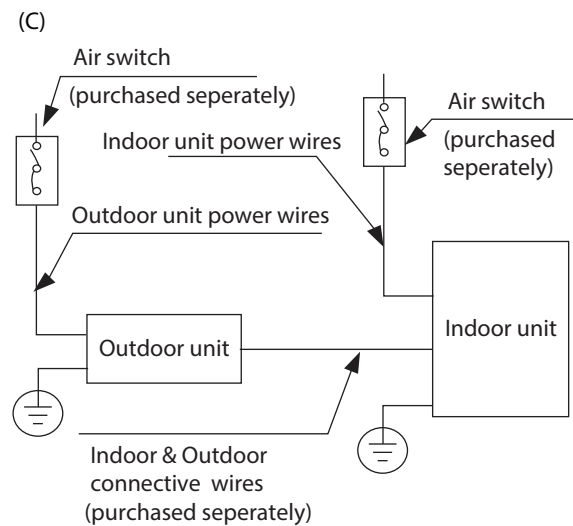 (C)
Air switch
(purchased seperately)
Air switch
(purchased
seperately)
Indoor unit power wires
Outdoor unit power wires
Outdoor unit
Indoor unit
Indoor & Outdoor
connective wires
(purchased seperately)